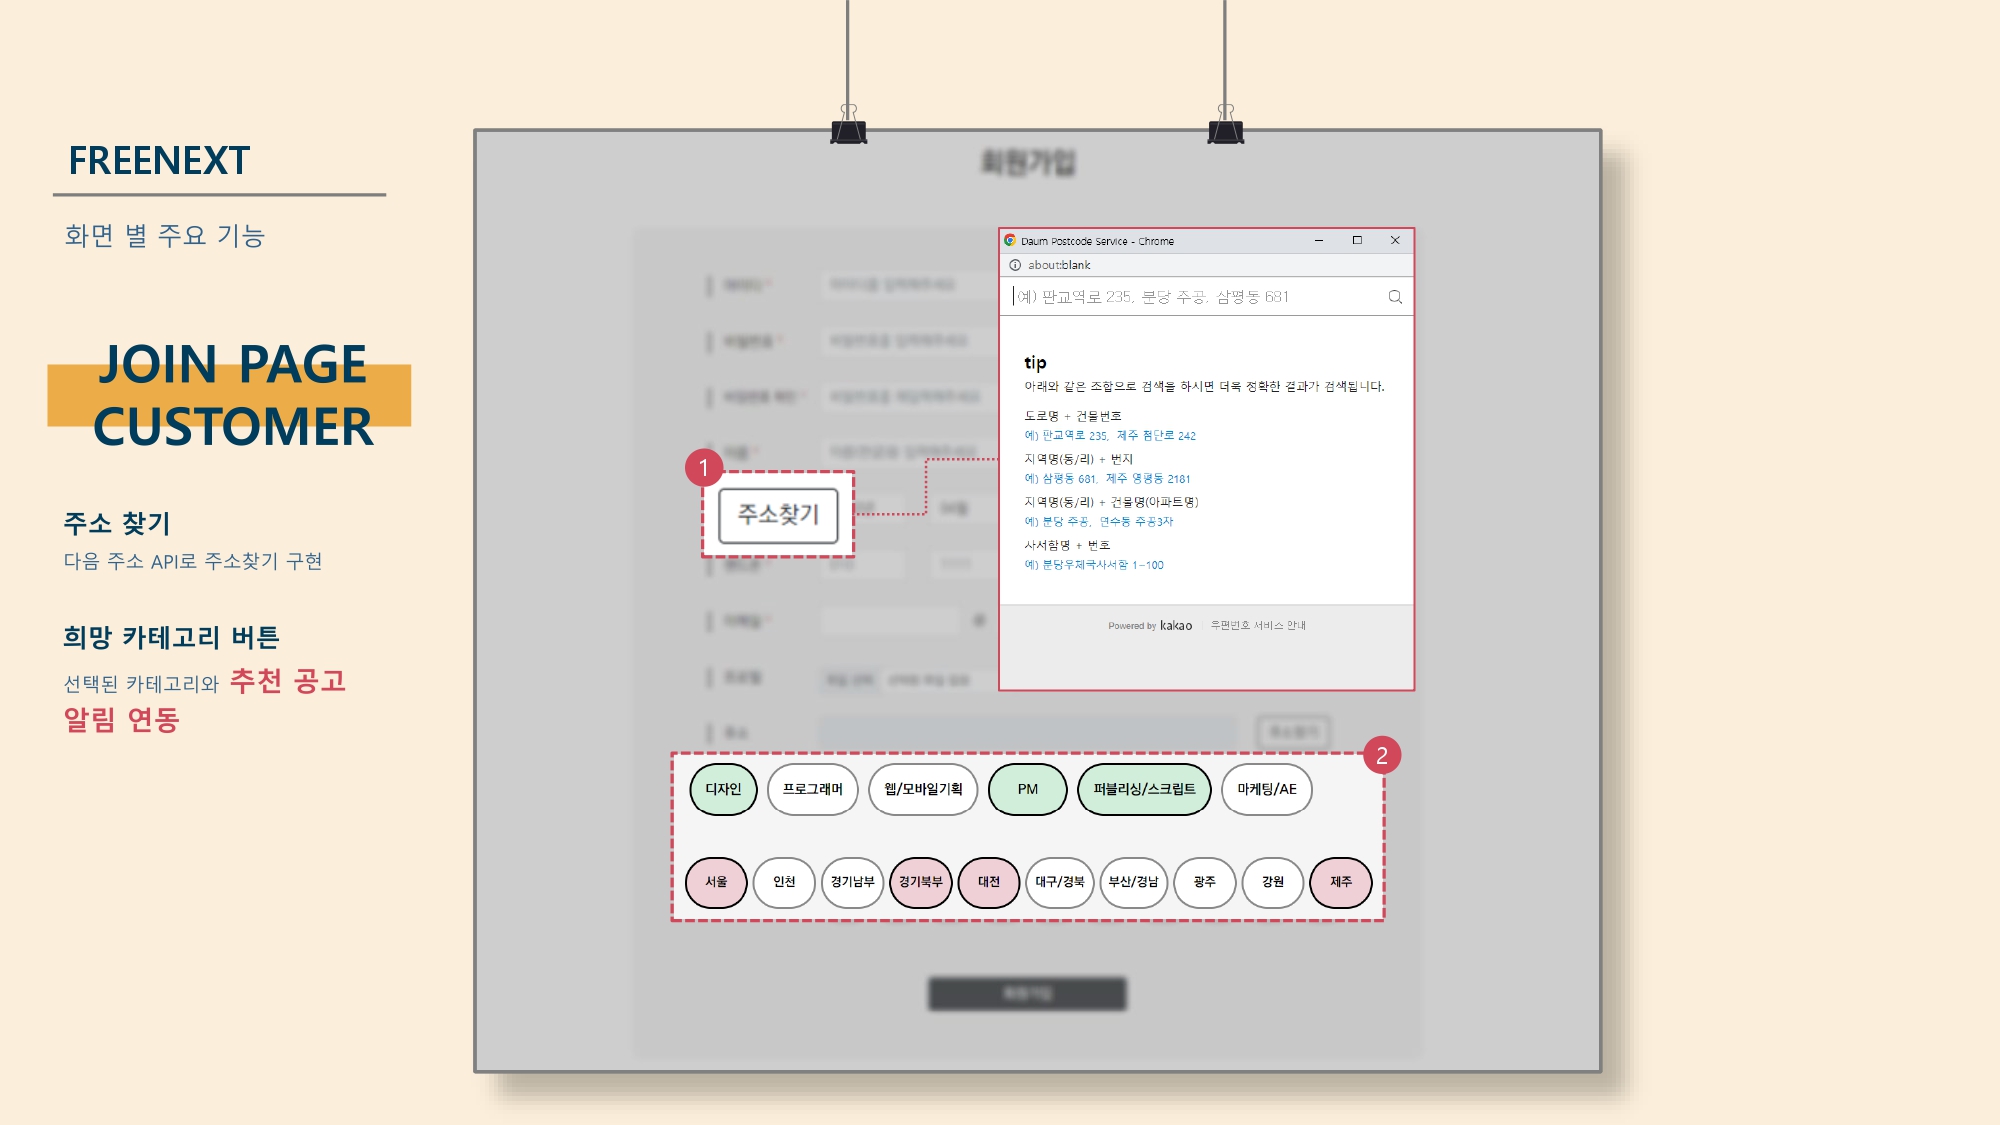 FREENEXT
화면 별 주요 기능
JOIN PAGE
CUSTOMER
주소 찾기
다음 주소 API로 주소찾기 구현
희망 카테고리 버튼
선택된 카테고리와 추천 공고
알림 연동
회원가입
Daum Postcode Service - Chrome
about:blank
예) 판교역로 235, 분당 주공, 삼평동 681
tip
아래와 같은 조합으로 검색을 하시면 더욱 정확한 결과가 검색됩니다.
도로명 + 건물번호
예) 판교역로 235, 제주 첨단로 242
지역명(동/리) + 번지
예) 삼평동 681, 제주 영평동 2181
지역명(동/리) + 건물명(아파트명)
예) 분당 주공, 연수동 주공3차
사서함명 + 번호
예) 분당우체국사서함 1~100
Powered by kakao 우편번호 서비스 안내
1
주소찾기
2
디자인 프로그래머 웹/모바일기획 PM 퍼블리싱/스크립트 마케팅/AE
서울 인천 경기남부 경기북부 대전 대구/경북 부산/경남 광주 강원 제주
회원가입